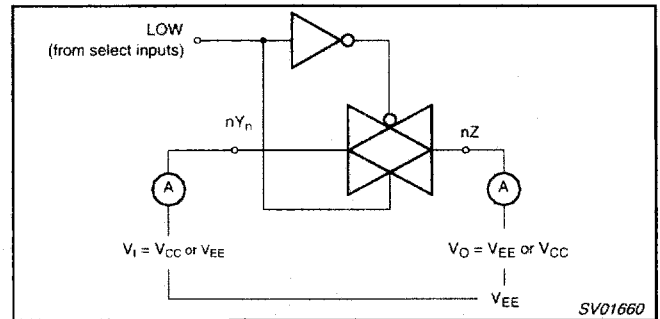 LOW
(from select inputs)
nYn
nZ
A
A
VI = VCC or VEE
VO = VEE or VCC
VEE
SV01660